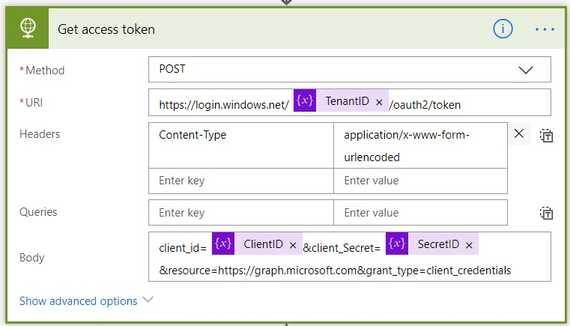 Get access token
* Method
POST
* URI
https://login.windows.net/ {x} TenantID × /oauth2/token
Headers
Content-Type
application/x-www-form-
urlencoded
Enter key
Enter value
Queries
Enter key
Enter value
Body
client_id= {x} ClientID × &client_Secret= {x} SecretID ×
&resource=https://graph.microsoft.com&grant_type=client_credentials
Show advanced options